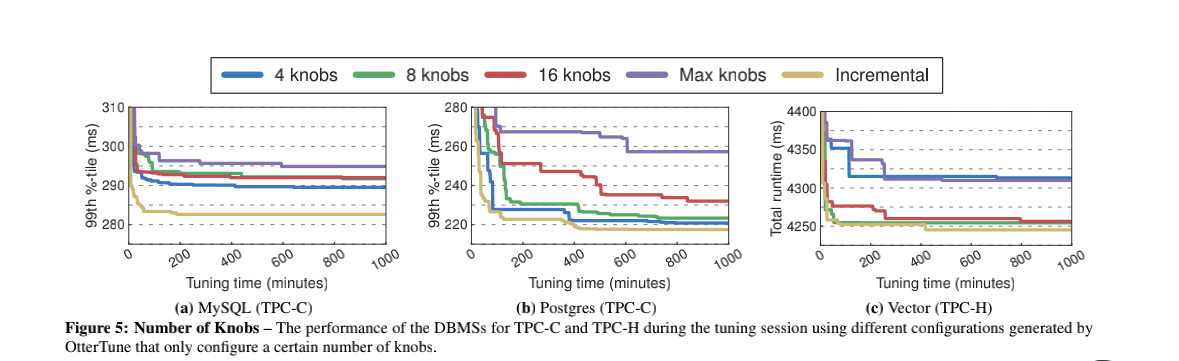 4 knobs 8 knobs 16 knobs Max knobs Incremental
310
300
290
280
99th %-tile (ms)
0 200 400 600 800 1000
Tuning time (minutes)
(a) MySQL (TPC-C)
280
260
240
220
99th %-tile (ms)
0 200 400 600 800 1000
Tuning time (minutes)
(b) Postgres (TPC-C)
4400
4350
4300
4250
Total runtime (ms)
0 200 400 600 800 1000
Tuning time (minutes)
(c) Vector (TPC-H)
Figure 5: Number of Knobs – The performance of the DBMSs for TPC-C and TPC-H during the tuning session using different configurations generated by
OtterTune that only configure a certain number of knobs.